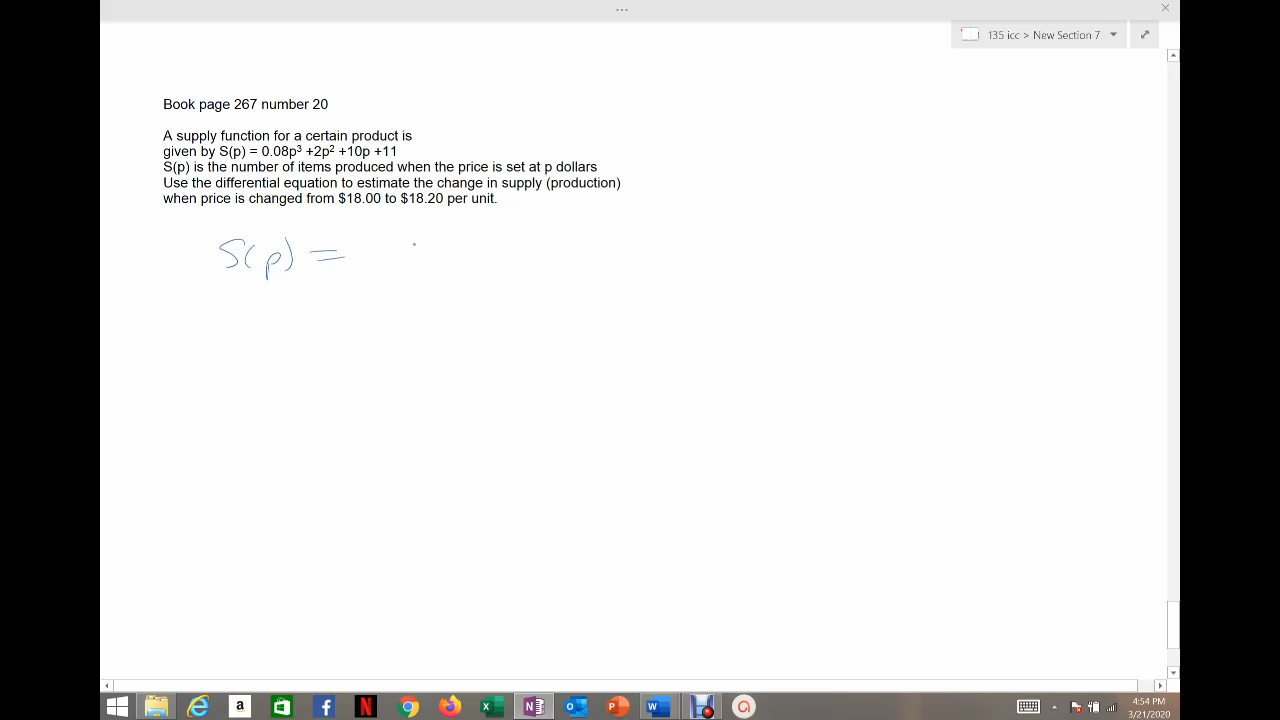 ...
135 icc > New Section 7
Book page 267 number 20
A supply function for a certain product is
given by S(p) = 0.08p³ +2p² +10p +11
S(p) is the number of items produced when the price is set at p dollars
Use the differential equation to estimate the change in supply (production)
when price is changed from $18.00 to $18.20 per unit.
S(p) =
4:54 PM
3/21/2020